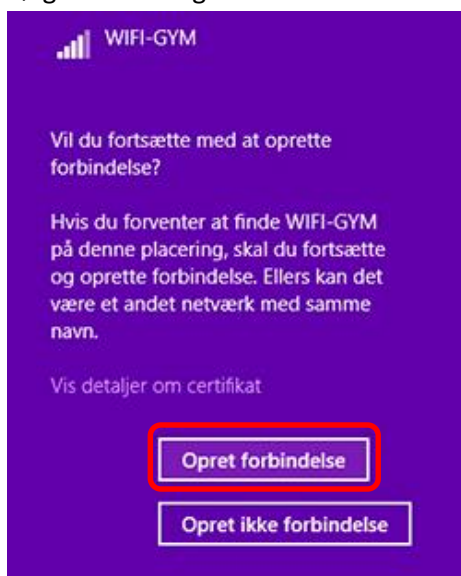 WIFI-GYM
Vil du fortsætte med at oprette
forbindelse?
Hvis du forventer at finde WIFI-GYM
på denne placering, skal du fortsætte
og oprette forbindelse. Ellers kan det
være et andet netværk med samme
navn.
Vis detaljer om certifikat
Opret forbindelse
Opret ikke forbindelse